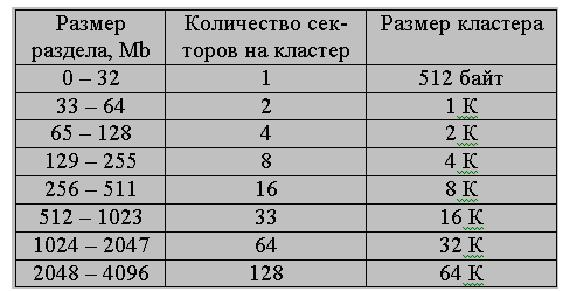 Размер Количество сек- Размер кластера
раздела, Mb торов на кластер
0 – 32 1 512 байт
33 – 64 2 1 К
65 – 128 4 2 К
129 – 255 8 4 К
256 – 511 16 8 К
512 – 1023 33 16 К
1024 – 2047 64 32 К
2048 – 4096 128 64 К